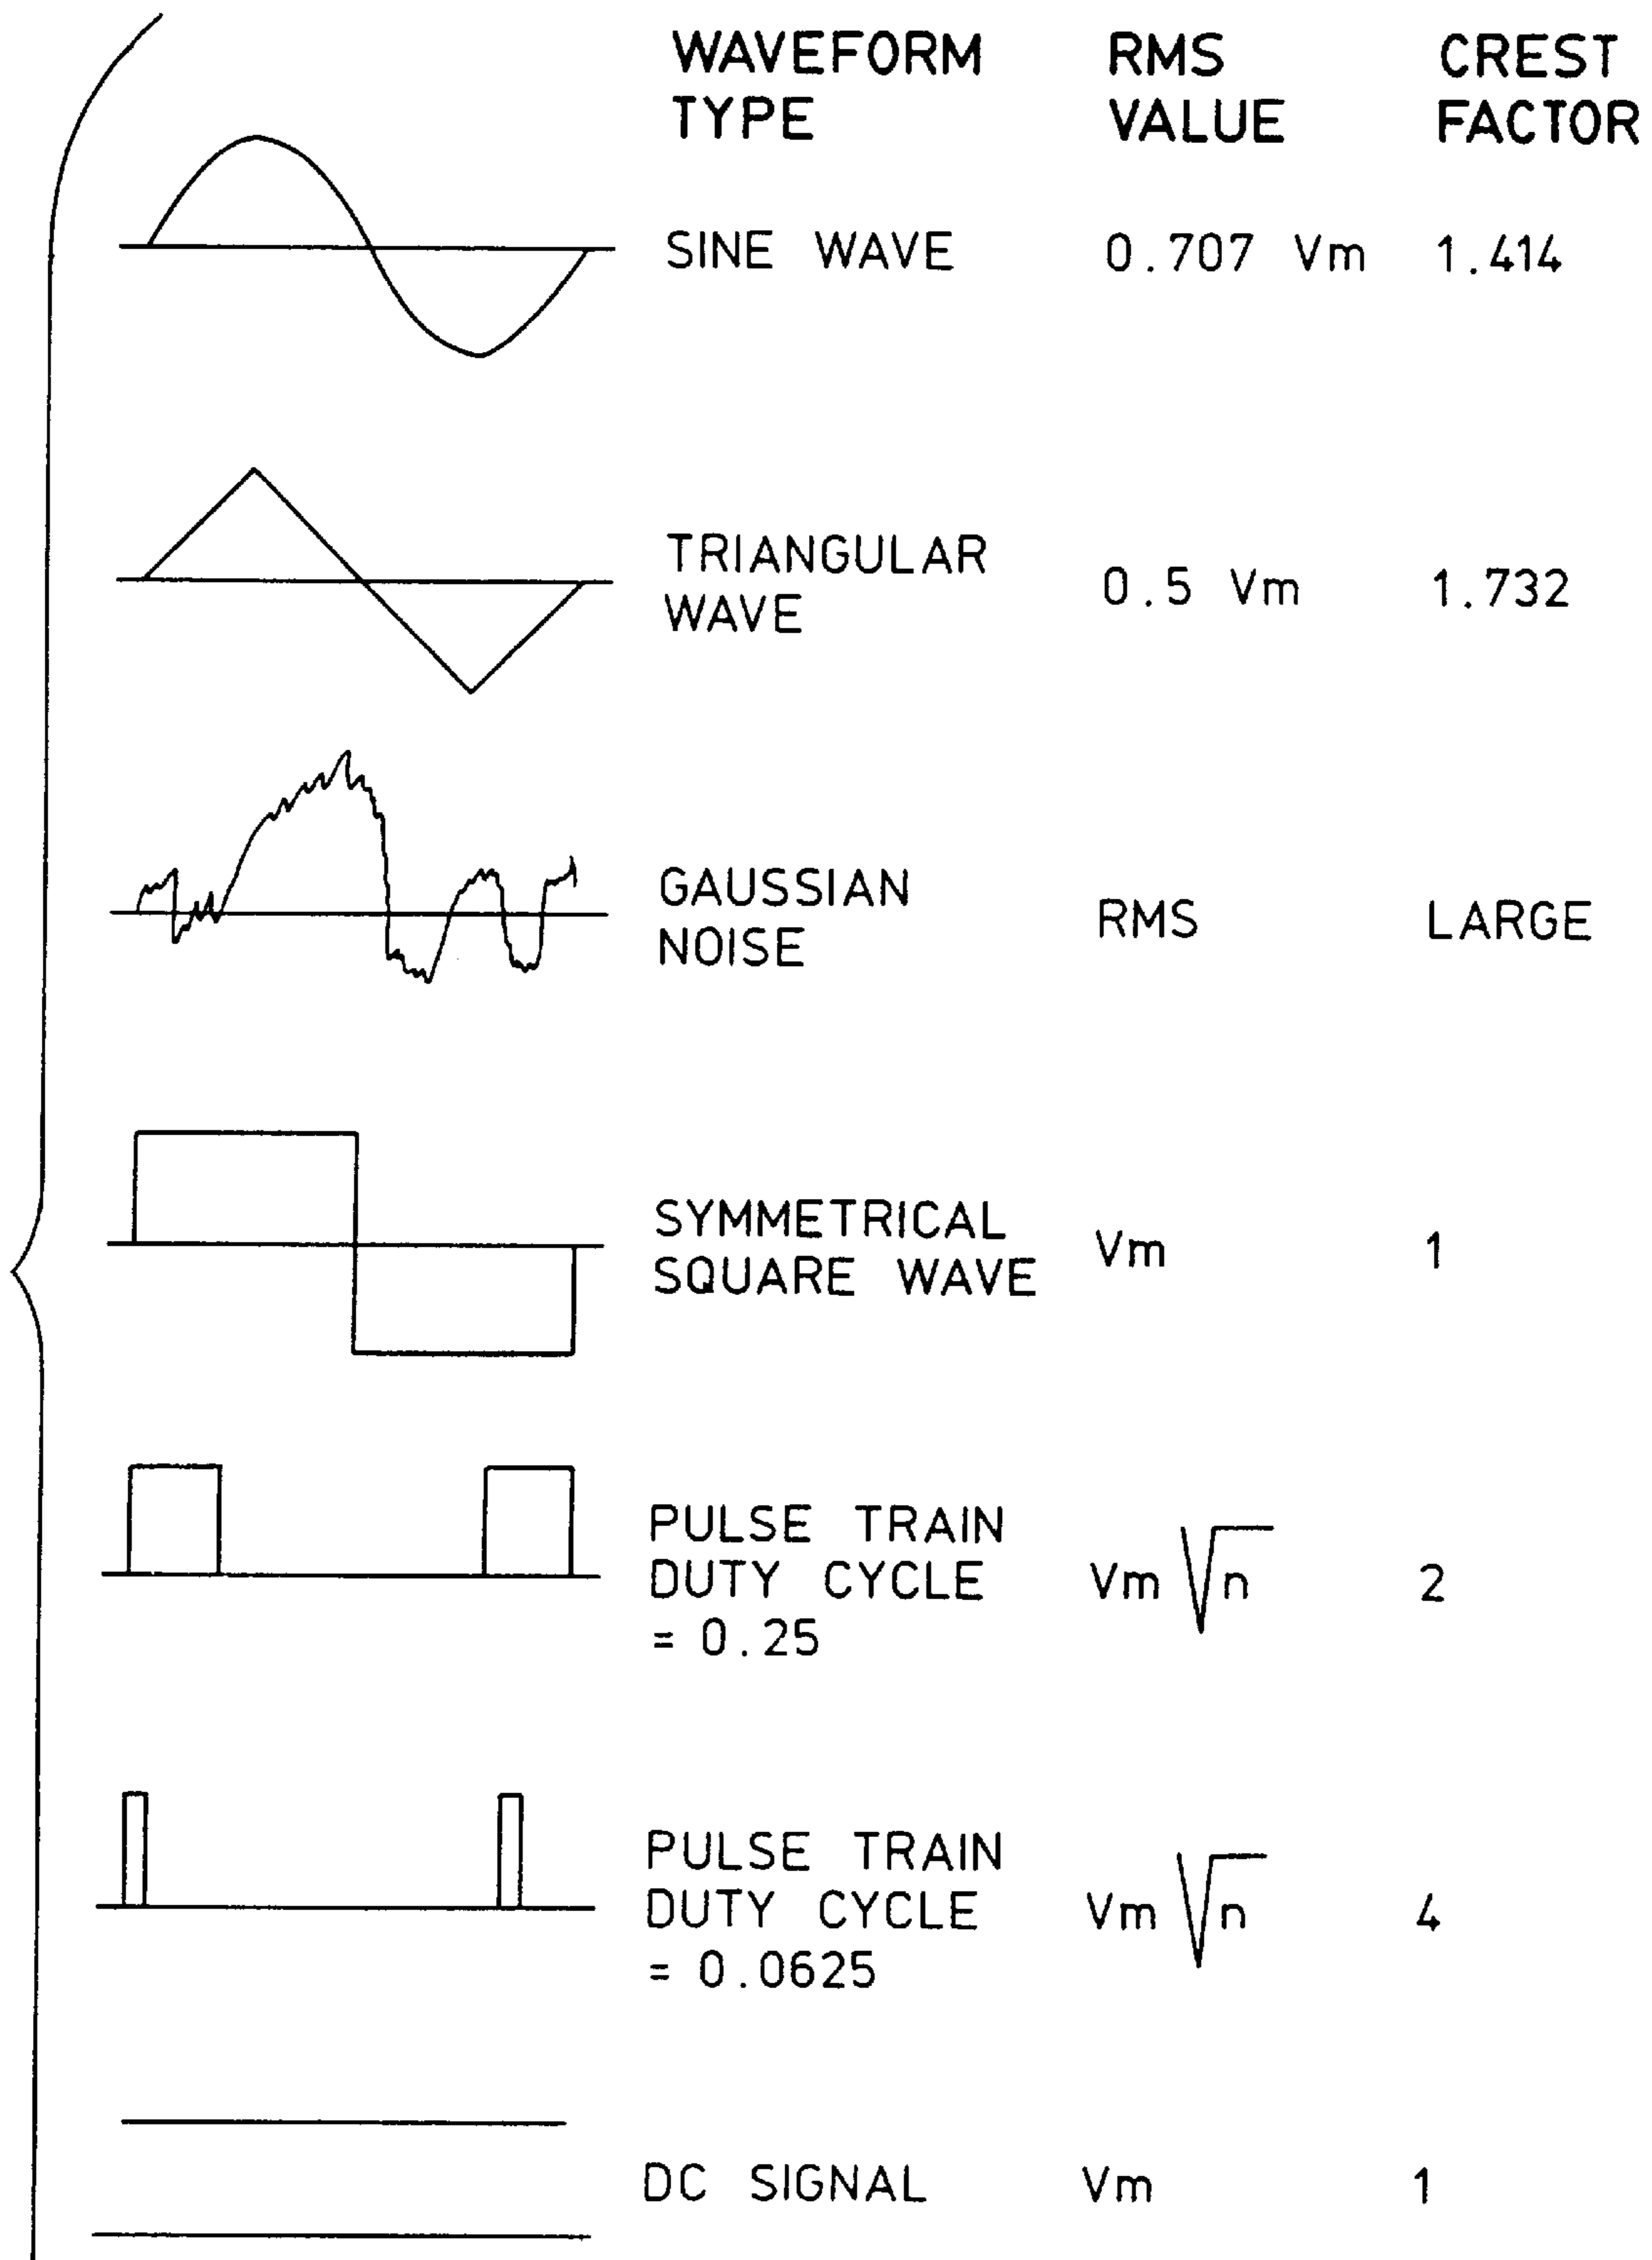 WAVEFORM TYPE RMS VALUE CREST FACTOR
SINE WAVE 0.707 Vm 1.414
TRIANGULAR WAVE 0.5 Vm 1.732
GAUSSIAN NOISE RMS LARGE
SYMMETRICAL SQUARE WAVE Vm 1
PULSE TRAIN DUTY CYCLE = 0.25 Vm √n 2
PULSE TRAIN DUTY CYCLE = 0.0625 Vm √n 4
DC SIGNAL Vm 1